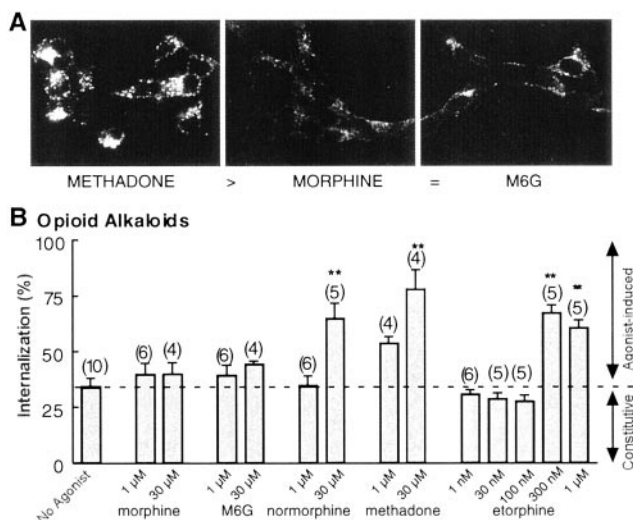 A
METHADONE > MORPHINE = M6G
B Opioid Alkaloids
Internalization (%)
100
75
50
25
0
(10)
(6)
(4)
(6)
(4)
(6)
**
(5)
(4)
**
(4)
(6)
(5)
(5)
**
(5)
**
(5)
Agonist-induced
Constitutive
No Agonist
1 µM
30 µM
1 µM
30 µM
1 µM
30 µM
1 µM
30 µM
1 nM
30 nM
100 nM
300 nM
1 µM
morphine M6G normorphine methadone etorphine